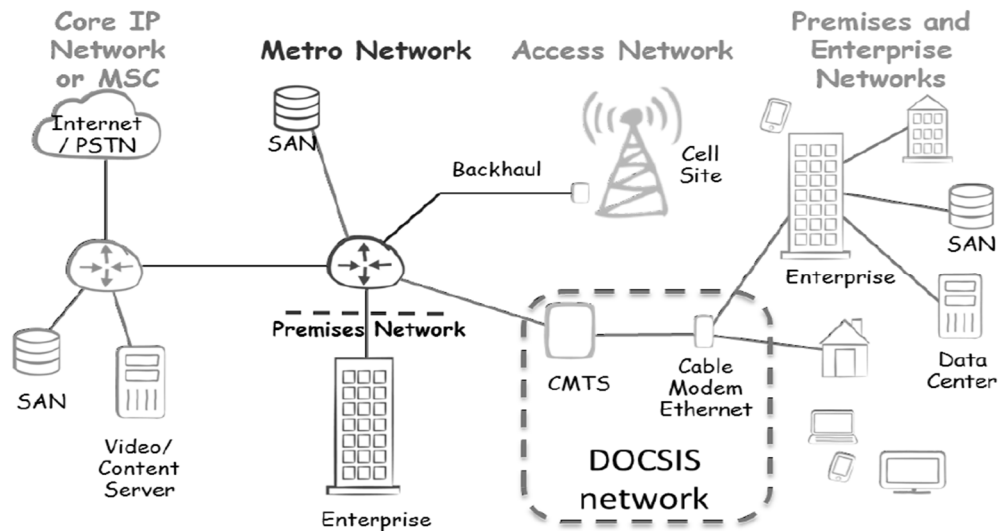 Core IP
Network
or MSC
Metro Network
Access Network
Premises and
Enterprise
Networks
Internet
/ PSTN
SAN
Backhaul
Cell
Site
SAN
Enterprise
Premises Network
SAN
Video/
Content
Server
Enterprise
CMTS
Cable
Modem
Ethernet
Data
Center
DOCSIS
network